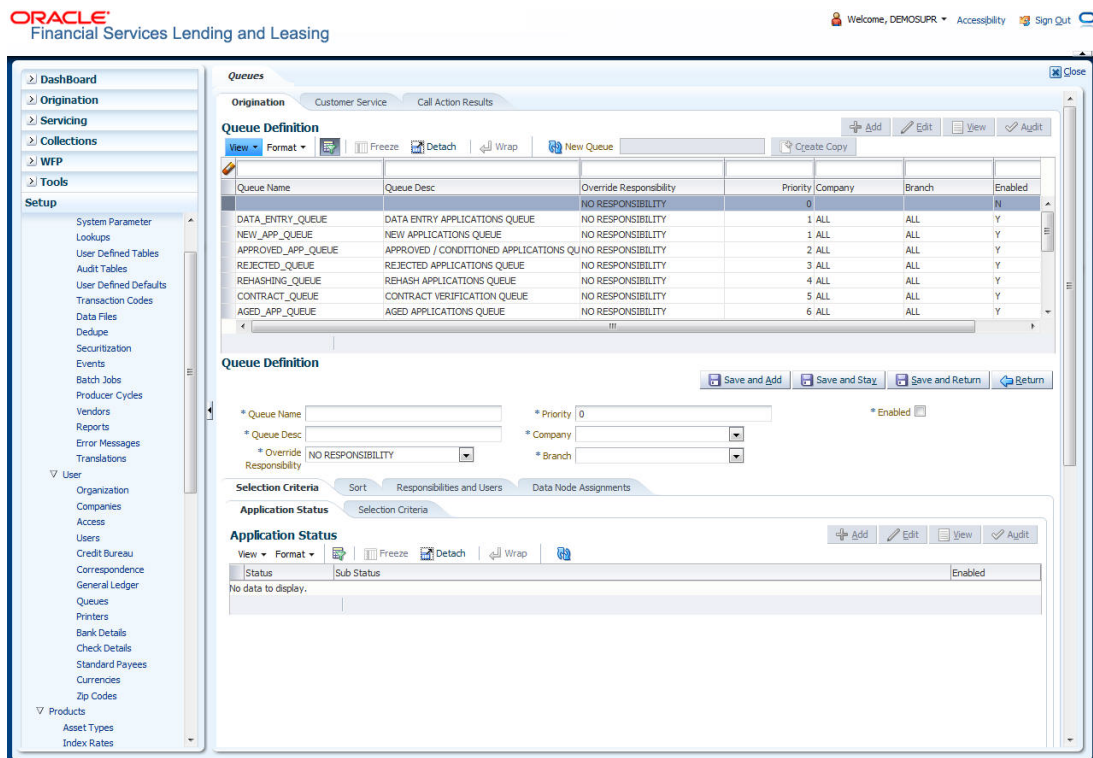 ORACLE®
Financial Services Lending and Leasing
Welcome, DEMOSUPR Accessibility Sign Out
DashBoard
Origination
Servicing
Collections
WFP
Tools
Setup
System Parameter
Lookups
User Defined Tables
Audit Tables
User Defined Defaults
Transaction Codes
Data Files
Dedupe
Securitization
Events
Batch Jobs
Producer Cycles
Vendors
Reports
Error Messages
Translations
User
Organization
Companies
Access
Users
Credit Bureau
Correspondence
General Ledger
Queues
Printers
Bank Details
Check Details
Standard Payees
Currencies
Zip Codes
Products
Asset Types
Index Rates
Queues
Close
Origination Customer Service Call Action Results
Queue Definition
Add Edit View Audit
View Format Freeze Detach Wrap New Queue Create Copy
Queue Name Queue Desc Override Responsibility Priority Company Branch Enabled
NO RESPONSIBILITY 0 N
DATA_ENTRY_QUEUE DATA ENTRY APPLICATIONS QUEUE NO RESPONSIBILITY 1 ALL ALL Y
NEW_APP_QUEUE NEW APPLICATIONS QUEUE NO RESPONSIBILITY 1 ALL ALL Y
APPROVED_APP_QUEUE APPROVED / CONDITIONED APPLICATIONS QU NO RESPONSIBILITY 2 ALL ALL Y
REJECTED_QUEUE REJECTED APPLICATIONS QUEUE NO RESPONSIBILITY 3 ALL ALL Y
REHASHING_QUEUE REHASH APPLICATIONS QUEUE NO RESPONSIBILITY 4 ALL ALL Y
CONTRACT_QUEUE CONTRACT VERIFICATION QUEUE NO RESPONSIBILITY 5 ALL ALL Y
AGED_APP_QUEUE AGED APPLICATIONS QUEUE NO RESPONSIBILITY 6 ALL ALL Y
Queue Definition
Save and Add Save and Stay Save and Return Return
* Queue Name * Priority 0 * Enabled
* Queue Desc * Company
* Override Responsibility NO RESPONSIBILITY * Branch
Selection Criteria Sort Responsibilities and Users Data Node Assignments
Application Status Selection Criteria
Application Status
Add Edit View Audit
View Format Freeze Detach Wrap
Status Sub Status Enabled
No data to display.